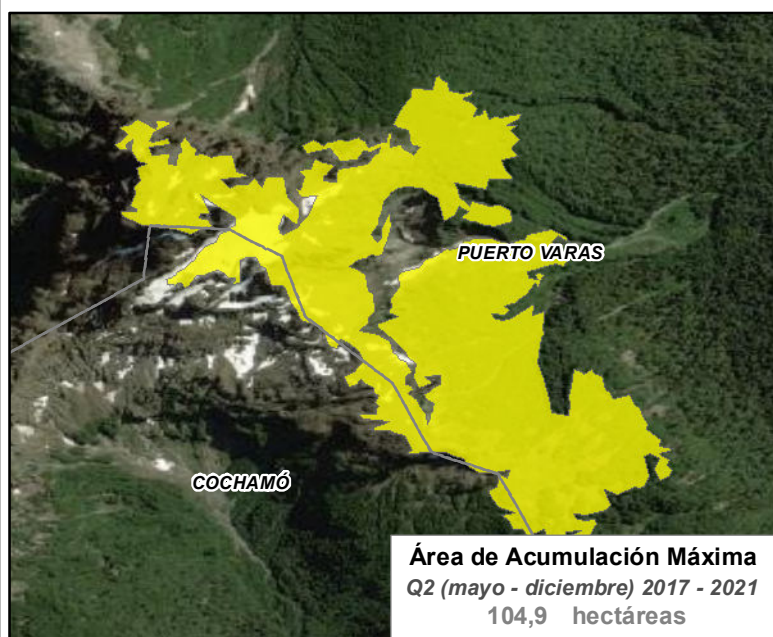 PUERTO VARAS
COCHAMÓ
Área de Acumulación Máxima
Q2 (mayo - diciembre) 2017 - 2021
104,9 hectáreas